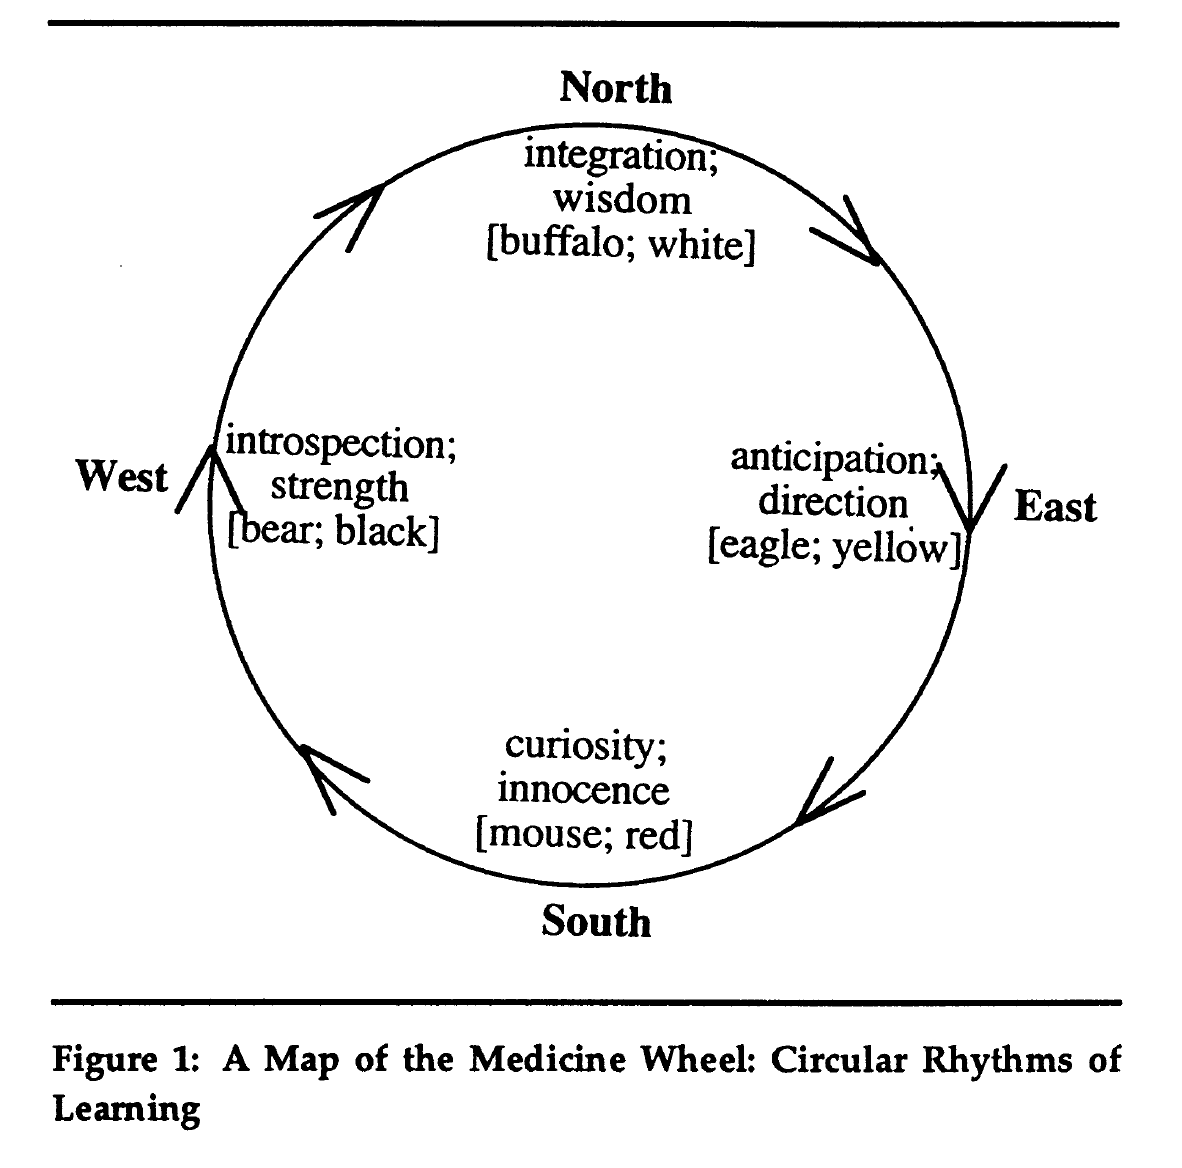 North
integration;
wisdom
[buffalo; white]
West
introspection;
strength
[bear; black]
anticipation;
direction
[eagle; yellow]
East
curiosity;
innocence
[mouse; red]
South
Figure 1: A Map of the Medicine Wheel: Circular Rhythms of
Learning